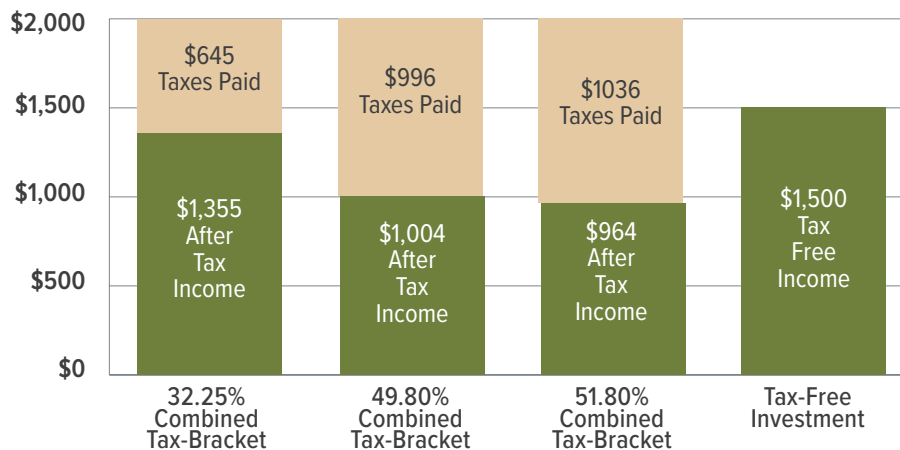 $2,000
$1,500
$1,000
$500
$0
$645
Taxes Paid
$1,355
After
Tax
Income
$996
Taxes Paid
$1,004
After
Tax
Income
$1036
Taxes Paid
$964
After
Tax
Income
$1,500
Tax
Free
Income
32.25%
Combined
Tax-Bracket
49.80%
Combined
Tax-Bracket
51.80%
Combined
Tax-Bracket
Tax-Free
Investment